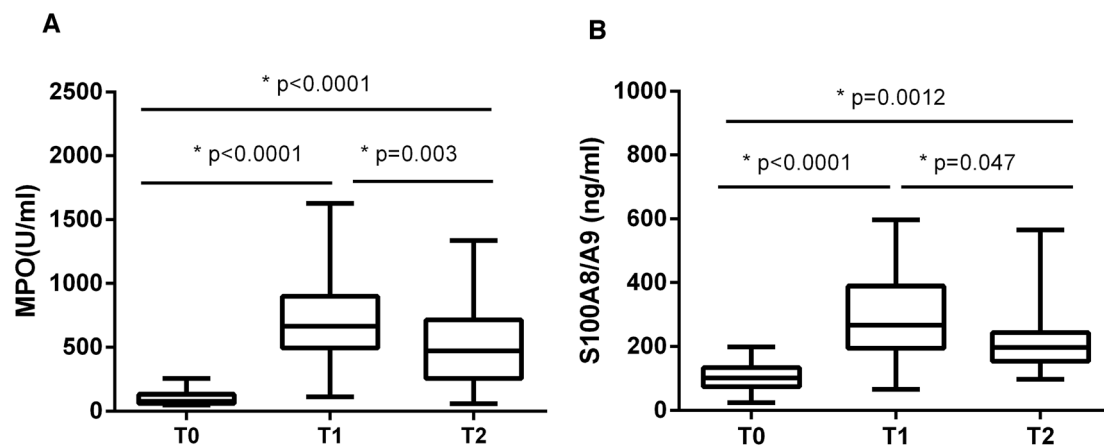 A
* p<0.0001
* p<0.0001
* p=0.003
MPO(U/ml)
2500
2000
1500
1000
500
0
T0
T1
T2
B
* p=0.0012
* p<0.0001
* p=0.047
S100A8/A9 (ng/ml)
1000
800
600
400
200
0
T0
T1
T2